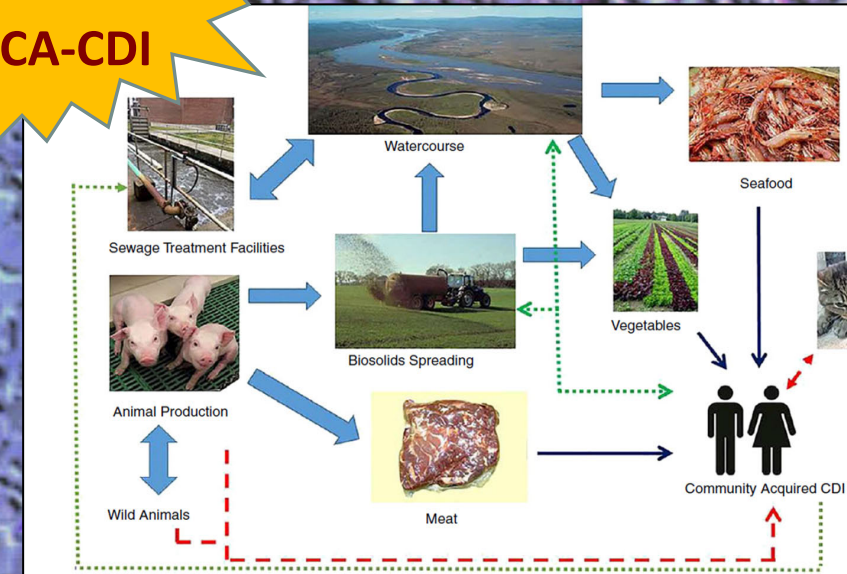 CA-CDI
Watercourse
Seafood
Sewage Treatment Facilities
Vegetables
Biosolids Spreading
Animal Production
Community Acquired CDI
Wild Animals
Meat